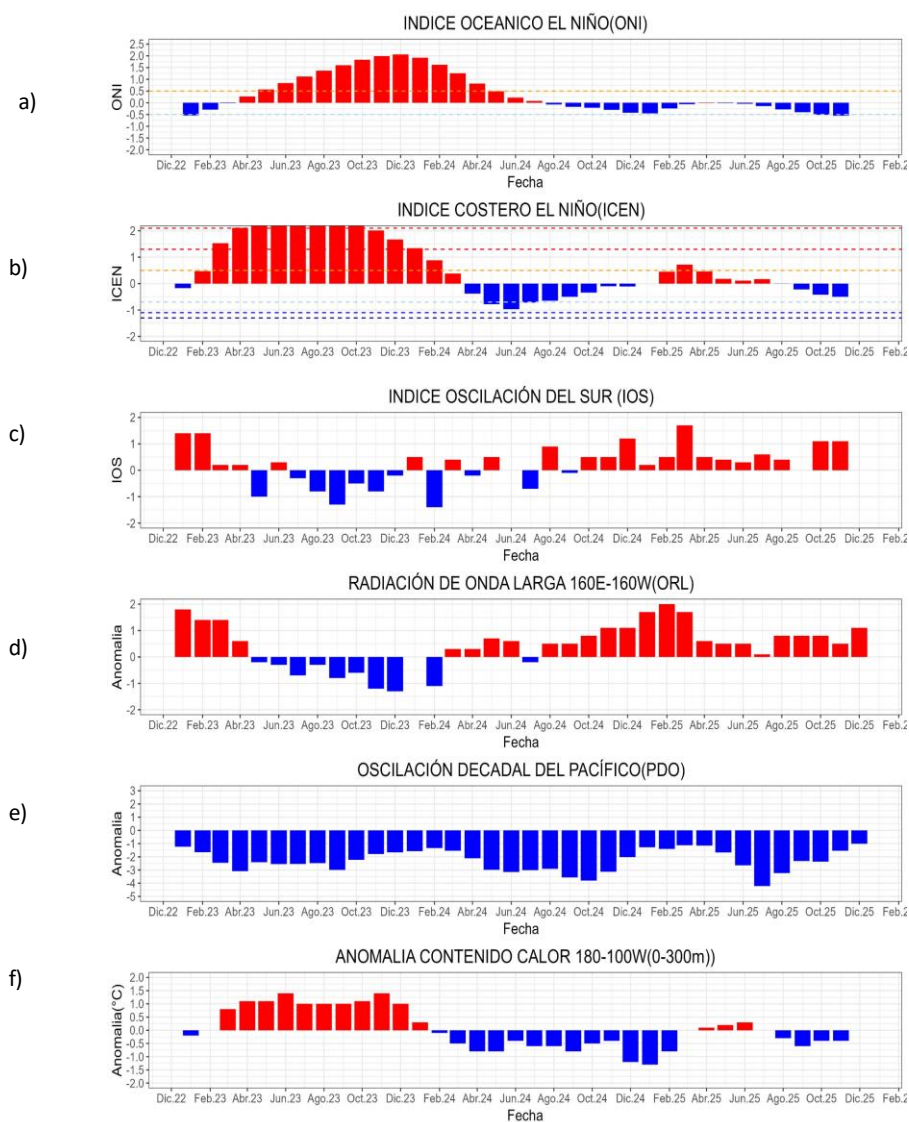 INDICE OCEANICO EL NIÑO(ONI)
a)
ONI
2.5
2.0
1.5
1.0
0.5
0.0
-0.5
-1.0
-1.5
-2.0
Dic.22 Feb.23 Abr.23 Jun.23 Ago.23 Oct.23 Dic.23 Feb.24 Abr.24 Jun.24 Ago.24 Oct.24 Dic.24 Feb.25 Abr.25 Jun.25 Ago.25 Oct.25 Dic.25 Feb.2
Fecha
INDICE COSTERO EL NIÑO(ICEN)
b)
ICEN
2
1
0
-1
-2
Dic.22 Feb.23 Abr.23 Jun.23 Ago.23 Oct.23 Dic.23 Feb.24 Abr.24 Jun.24 Ago.24 Oct.24 Dic.24 Feb.25 Abr.25 Jun.25 Ago.25 Oct.25 Dic.25 Feb.2
Fecha
INDICE OSCILACIÓN DEL SUR (IOS)
c)
IOS
2
1
0
-1
-2
Dic.22 Feb.23 Abr.23 Jun.23 Ago.23 Oct.23 Dic.23 Feb.24 Abr.24 Jun.24 Ago.24 Oct.24 Dic.24 Feb.25 Abr.25 Jun.25 Ago.25 Oct.25 Dic.25 Feb.2
Fecha
RADIACIÓN DE ONDA LARGA 160E-160W(ORL)
d)
Anomalia
2
1
0
-1
-2
Dic.22 Feb.23 Abr.23 Jun.23 Ago.23 Oct.23 Dic.23 Feb.24 Abr.24 Jun.24 Ago.24 Oct.24 Dic.24 Feb.25 Abr.25 Jun.25 Ago.25 Oct.25 Dic.25 Feb.2
Fecha
OSCILACIÓN DECADAL DEL PACÍFICO(PDO)
e)
Anomalia
3
2
1
0
-1
-2
-3
-4
-5
Dic.22 Feb.23 Abr.23 Jun.23 Ago.23 Oct.23 Dic.23 Feb.24 Abr.24 Jun.24 Ago.24 Oct.24 Dic.24 Feb.25 Abr.25 Jun.25 Ago.25 Oct.25 Dic.25 Feb.2
Fecha
ANOMALIA CONTENIDO CALOR 180-100W(0-300m))
f)
Anomalia(°C)
2.0
1.5
1.0
0.5
0.0
-0.5
-1.0
-1.5
-2.0
Dic.22 Feb.23 Abr.23 Jun.23 Ago.23 Oct.23 Dic.23 Feb.24 Abr.24 Jun.24 Ago.24 Oct.24 Dic.24 Feb.25 Abr.25 Jun.25 Ago.25 Oct.25 Dic.25 Feb.2
Fecha